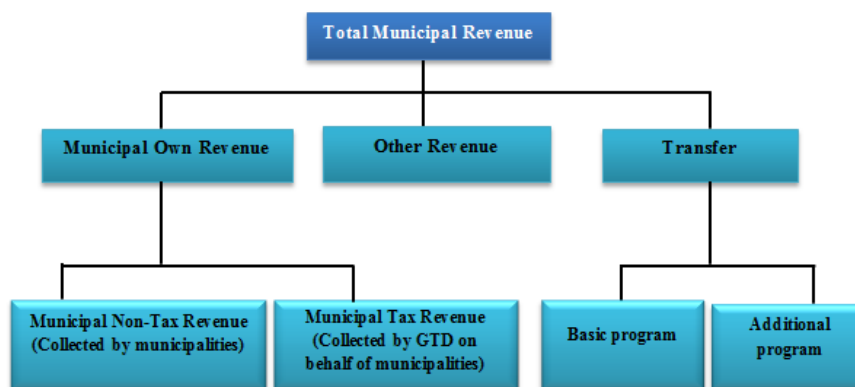 Total Municipal Revenue
Municipal Own Revenue
Other Revenue
Transfer
Municipal Non-Tax Revenue
(Collected by municipalities)
Municipal Tax Revenue
(Collected by GTD on
behalf of municipalities)
Basic program
Additional
program